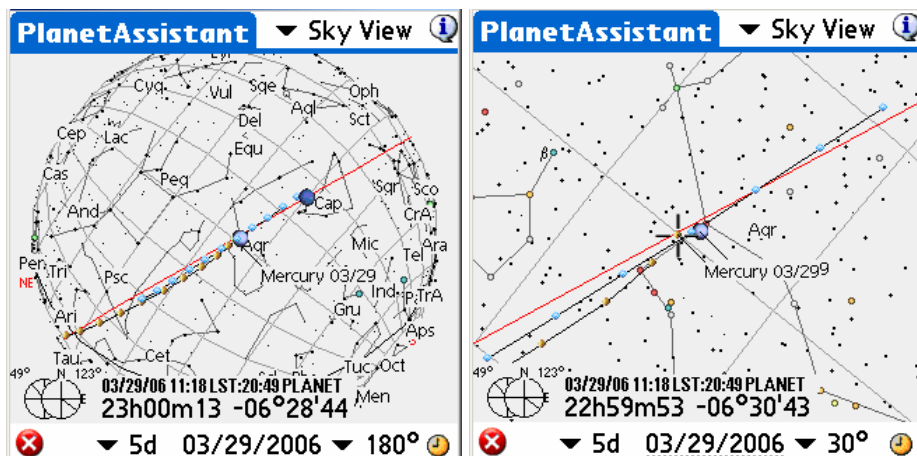 PlanetAssistant
Sky View
Cyg
Vul
Sge
Oph
Aql
Sct
Del
Cep
Lac
Equ
Cas
Peg
Sgr
Sco
And
Cap
CrA
Aqr
Mic
Ara
Per
Tri
Psc
Tel
NE
Mercury 03/29
Ind
TrA
Gru
Ari
Aps
Tau
Cet
Tuc
Oct
Men
49° N 123°
03/29/06 11:18 LST:20:49 PLANET
23h00m13 -06°28'44
5d 03/29/2006 180°
PlanetAssistant
Sky View
β
Aqr
Mercury 03/29
49° N 123°
03/29/06 11:18 LST:20:49 PLANET
22h59m53 -06°30'43
5d 03/29/2006 30°